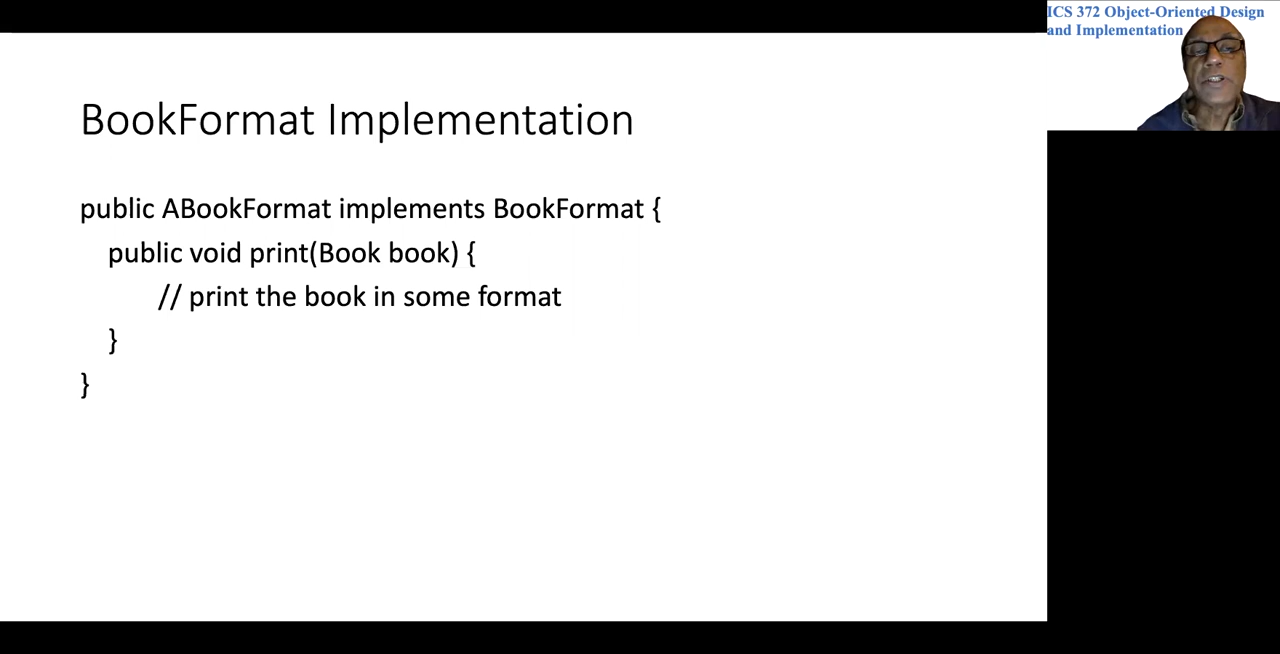 ICS 372 Object-Oriented Design
and Implementation
BookFormat Implementation
public ABookFormat implements BookFormat {
public void print(Book book) {
// print the book in some format
}
}